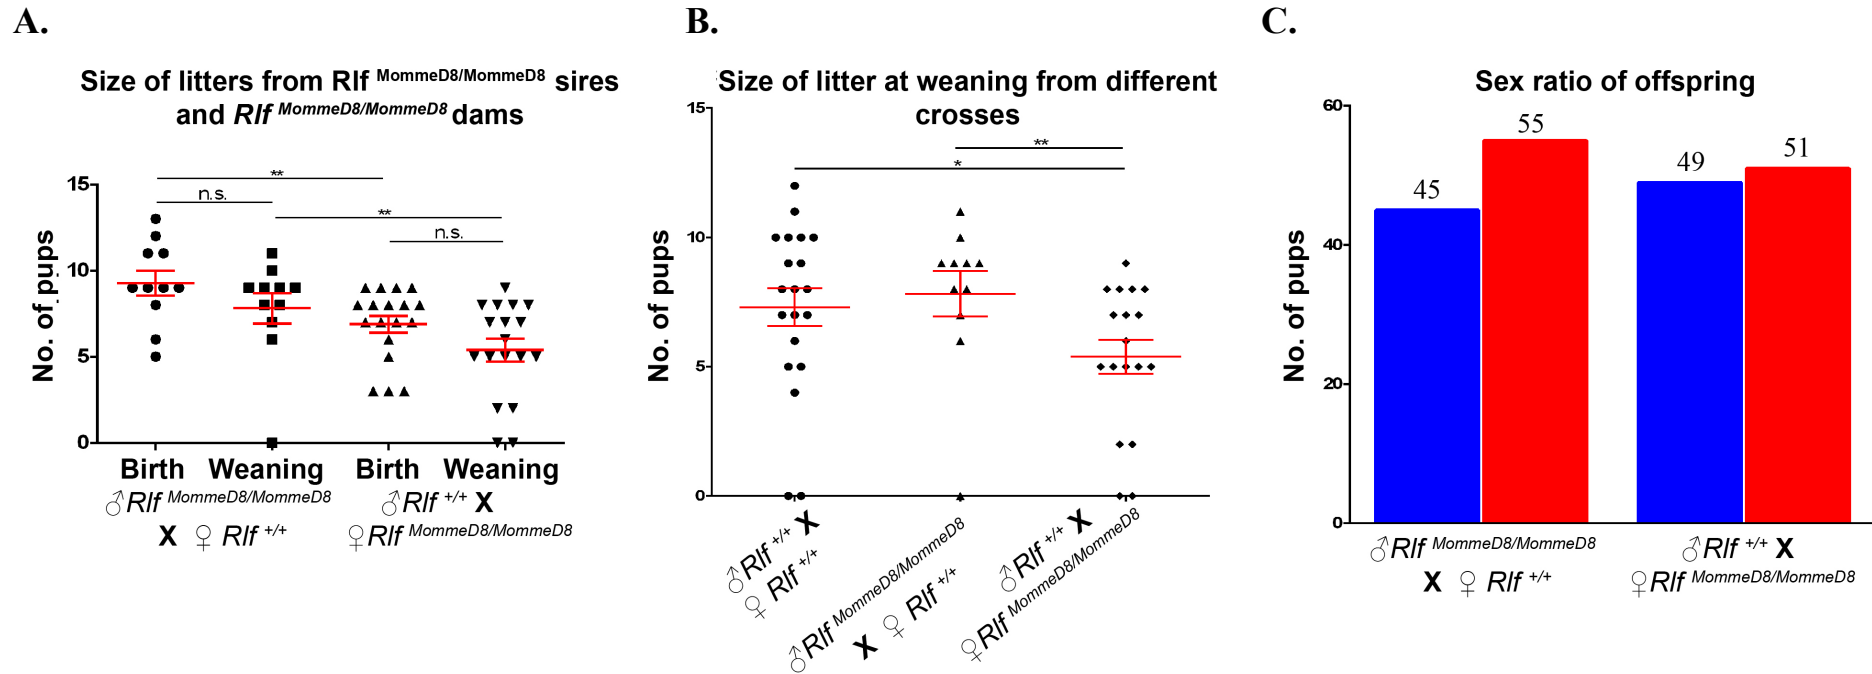 A.
Size of litters from Rlf MommeD8/MommeD8 sires
and Rlf MommeD8/MommeD8 dams
No. of pups
15
10
5
0
**
n.s.
**
n.s.
Birth Weaning Birth Weaning
♂Rlf MommeD8/MommeD8
X ♀ Rlf +/+
♂Rlf +/+ X
♀Rlf MommeD8/MommeD8
B.
Size of litter at weaning from different
crosses
No. of pups
15
10
5
0
**
*
♂Rlf +/+ X
♀ Rlf +/+
♂Rlf MommeD8/MommeD8
X ♀ Rlf +/+
♂Rlf +/+ X
♀Rlf MommeD8/MommeD8
C.
Sex ratio of offspring
No. of pups
60
40
20
0
45
55
49
51
♂Rlf MommeD8/MommeD8
X ♀ Rlf +/+
♂Rlf +/+ X
♀Rlf MommeD8/MommeD8